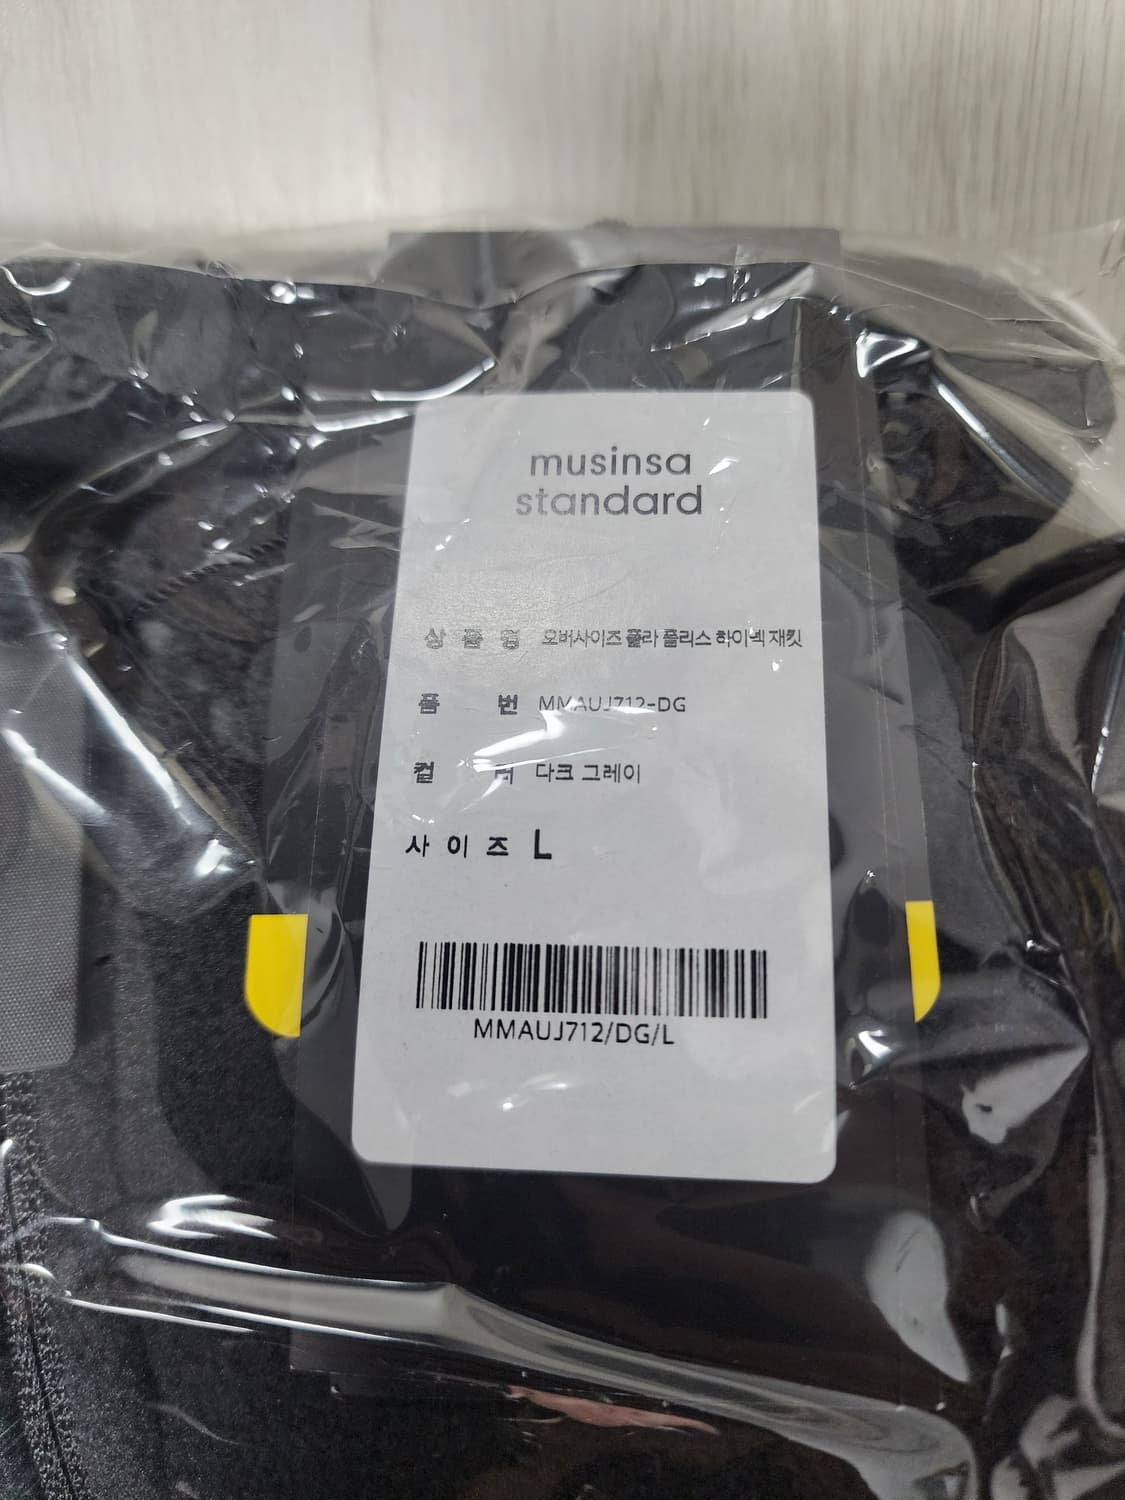 musinsa
standard
상품명 오버사이즈 폴라 플리스 하이넥 재킷
품번 MMAUJ712-DG
컬러 다크 그레이
사이즈 L
MMAUJ712/DG/L